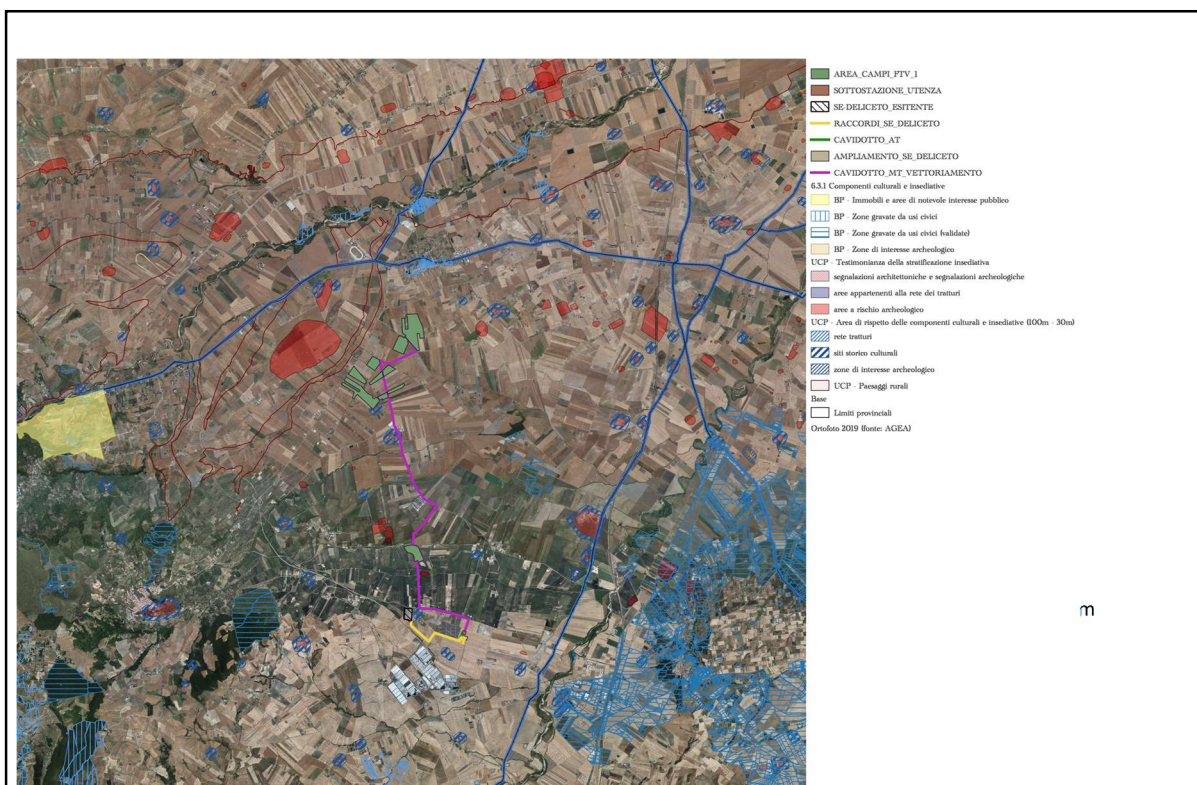 AREA_CAMPI_FTV_1
SOTTOSTAZIONE_UTENZA
SE-DELICETO_ESITENTE
RACCORDI_SE_DELICETO
CAVIDOTTO_AT
AMPLIAMENTO_SE_DELICETO
CAVIDOTTO_MT_VETTORIAMENTO
6.3.1 Componenti culturali e insediative
BP - Immobili e aree di notevole interesse pubblico
BP - Zone gravate da usi civici
BP - Zone gravate da usi civici (validate)
BP - Zone di interesse archeologico
UCP - Testimonianza della stratificazione insediativa
segnalazioni architettoniche e segnalazioni archeologiche
aree appartenenti alla rete dei tratturi
aree a rischio archeologico
UCP - Area di rispetto delle componenti culturali e insediative (100m - 30m)
rete tratturi
siti storico culturali
zone di interesse archeologico
UCP - Paesaggi rurali
Base
Limiti provinciali
Ortofoto 2019 (fonte: AGEA)
m